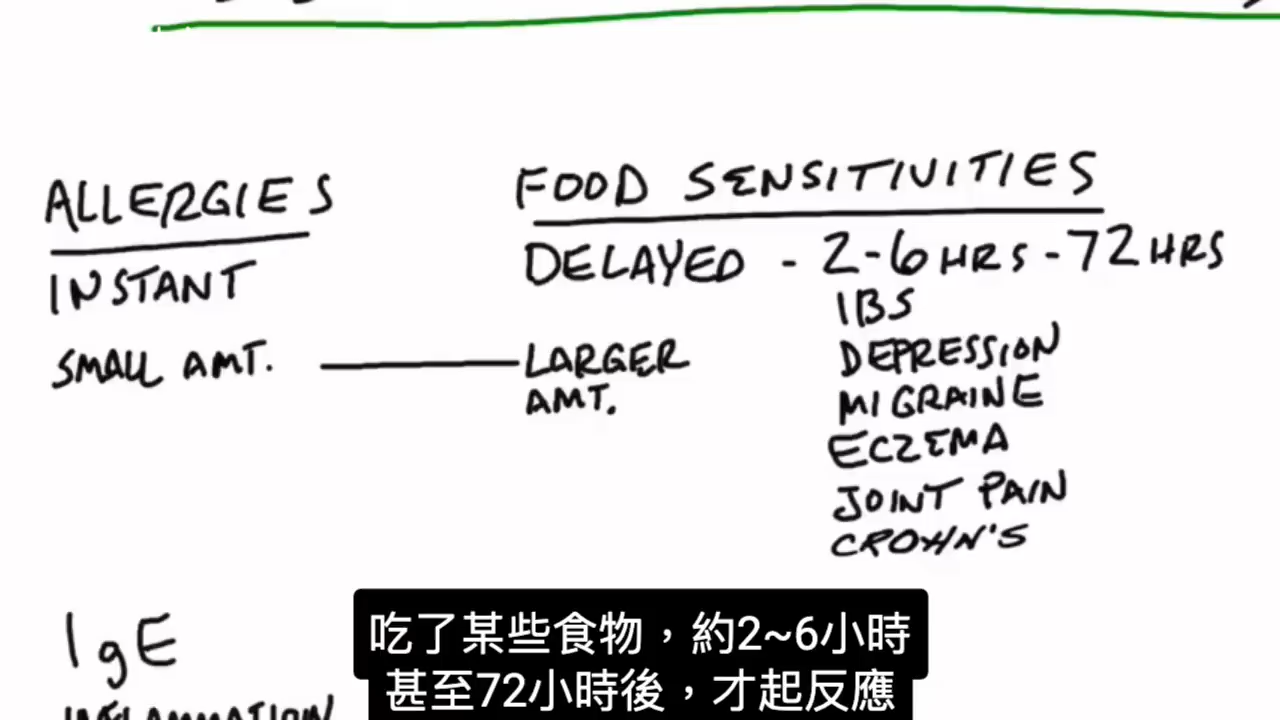 ALLERGIES
INSTANT
SMALL AMT.
FOOD SENSITIVITIES
DELAYED - 2-6 HRS - 72 HRS
LARGER
AMT.
IBS
DEPRESSION
MIGRAINE
ECZEMA
JOINT PAIN
CROHN'S
IgE
INFLAMMATION
吃了某些食物，約2~6小時
甚至72小時後，才起反應